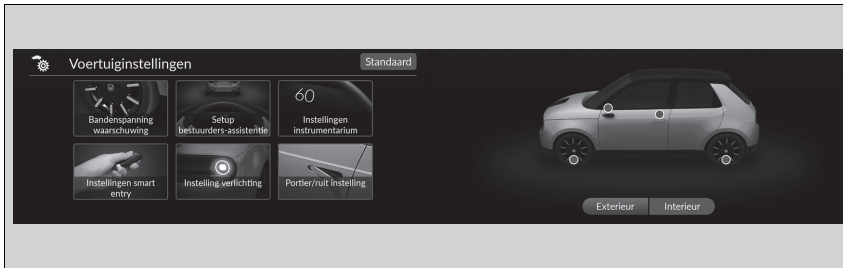 Voertuiginstellingen
Standaard
Bandenspanning
waarschuwing
Setup
bestuurders-assistentie
60
Instellingen
instrumentarium
Instellingen smart
entry
Instelling verlichting
Portier/ruit instelling
Exterieur
Interieur